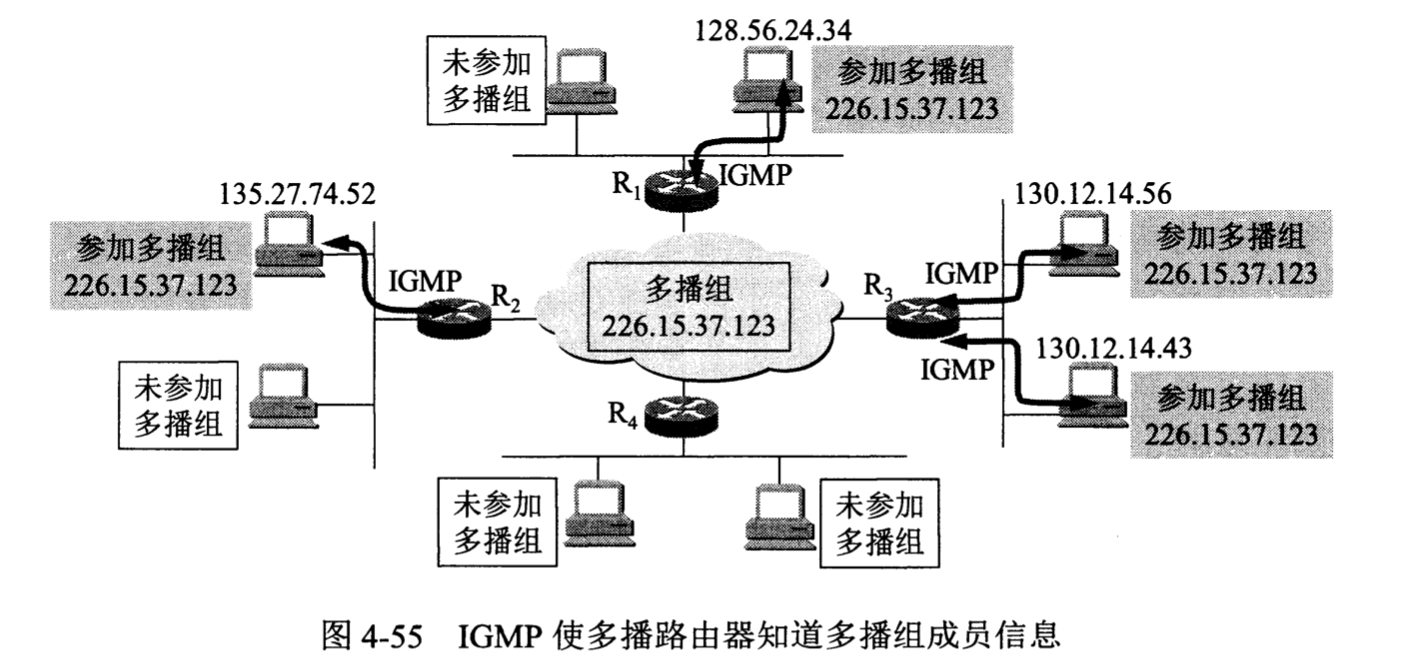 128.56.24.34
未参加
多播组
参加多播组
226.15.37.123
R1
IGMP
135.27.74.52
参加多播组
226.15.37.123
IGMP
R2
多播组
226.15.37.123
130.12.14.56
参加多播组
226.15.37.123
IGMP
R3
IGMP
130.12.14.43
参加多播组
226.15.37.123
未参加
多播组
R4
未参加
多播组
未参加
多播组
图 4-55 IGMP 使多播路由器知道多播组成员信息